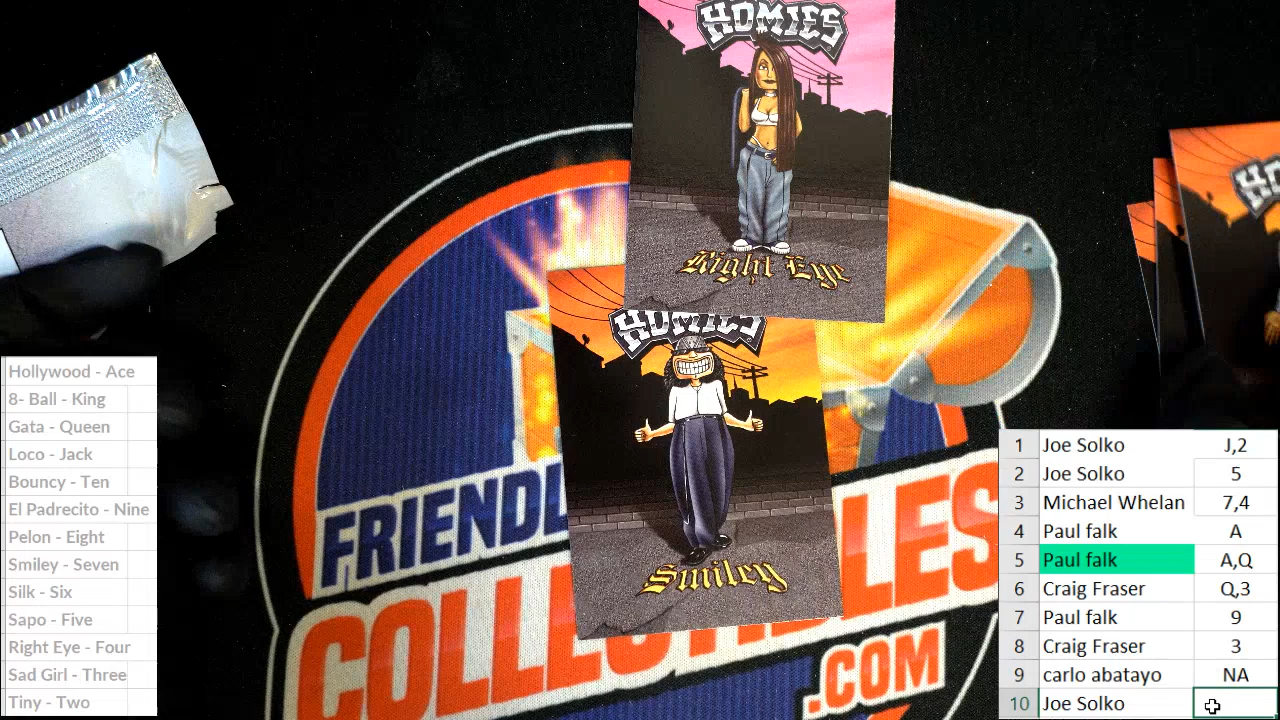 HOMIES
Right Eye
HOMIES
Smiley
HO
FRIENDL
COLLECTIBLES
.COM
Hollywood - Ace
8- Ball - King
Gata - Queen
Loco - Jack
Bouncy - Ten
El Padrecito - Nine
Pelon - Eight
Smiley - Seven
Silk - Six
Sapo - Five
Right Eye - Four
Sad Girl - Three
Tiny - Two
1 Joe Solko J,2
2 Joe Solko 5
3 Michael Whelan 7,4
4 Paul falk A
5 Paul falk A,Q
6 Craig Fraser Q,3
7 Paul falk 9
8 Craig Fraser 3
9 carlo abatayo NA
10 Joe Solko